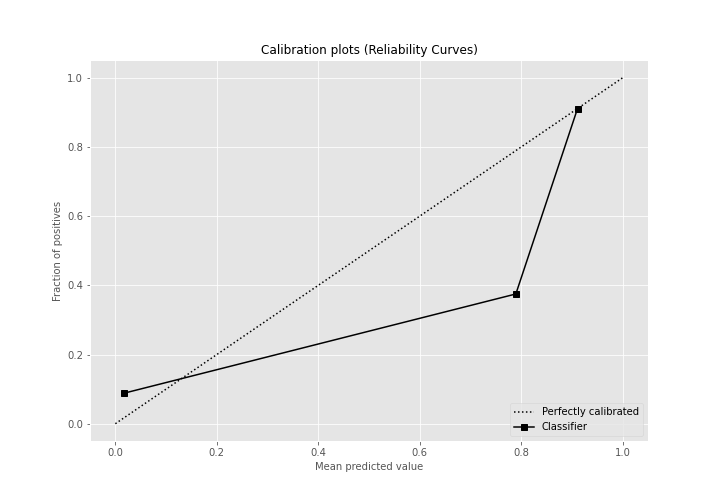 Calibration plots (Reliability Curves)
1.0
0.8
0.6
0.4
0.2
0.0
Fraction of positives
0.0 0.2 0.4 0.6 0.8 1.0
Mean predicted value
Perfectly calibrated
Classifier